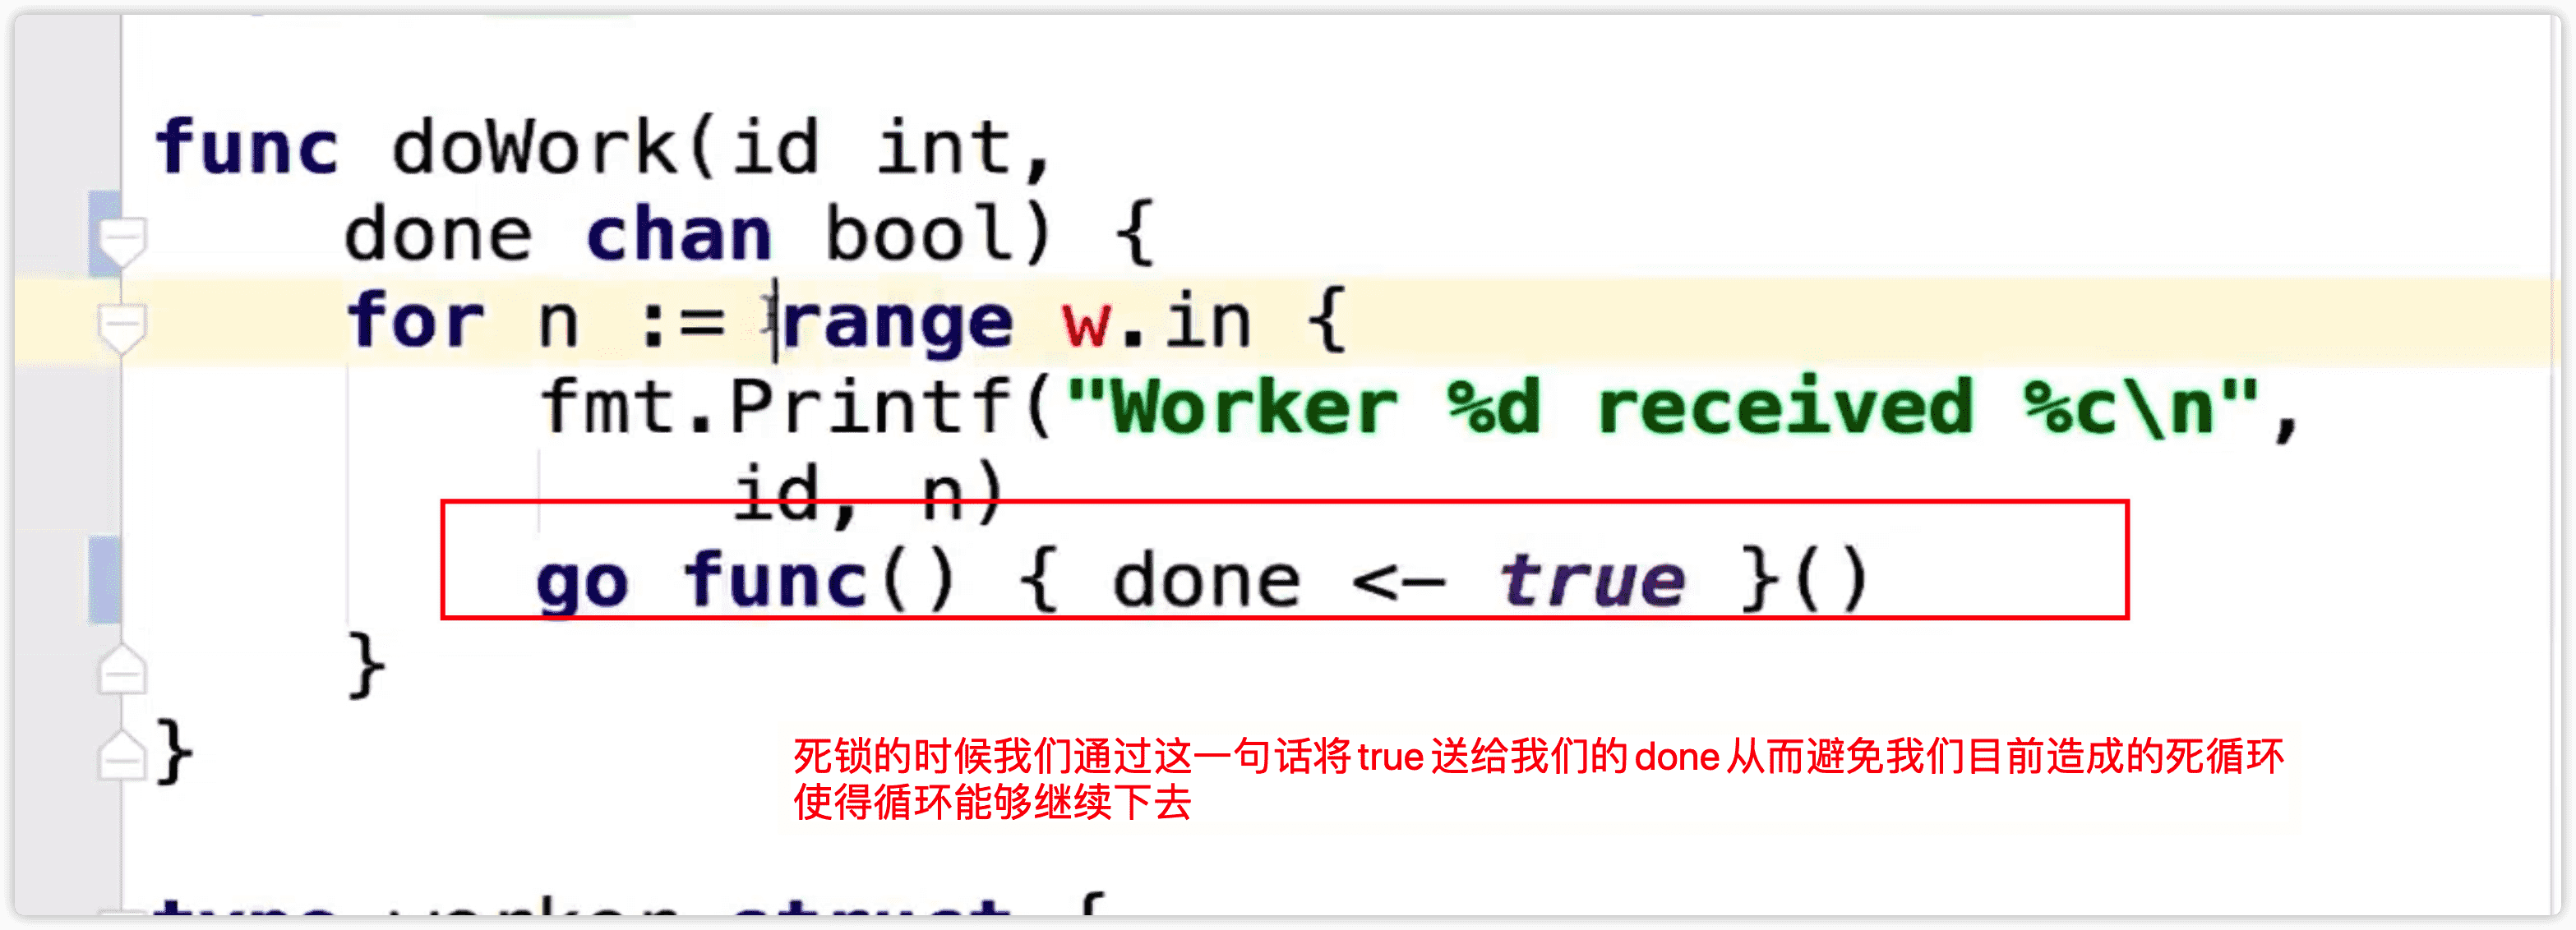 func doWork(id int,
done chan bool) {
for n := range w.in {
fmt.Printf("Worker %d received %c\n",
id, n)
go func() { done <- true }()
}
}
死锁的时候我们通过这一句话将true送给我们的done从而避免我们目前造成的死循环
使得循环能够继续下去
type worker struct {